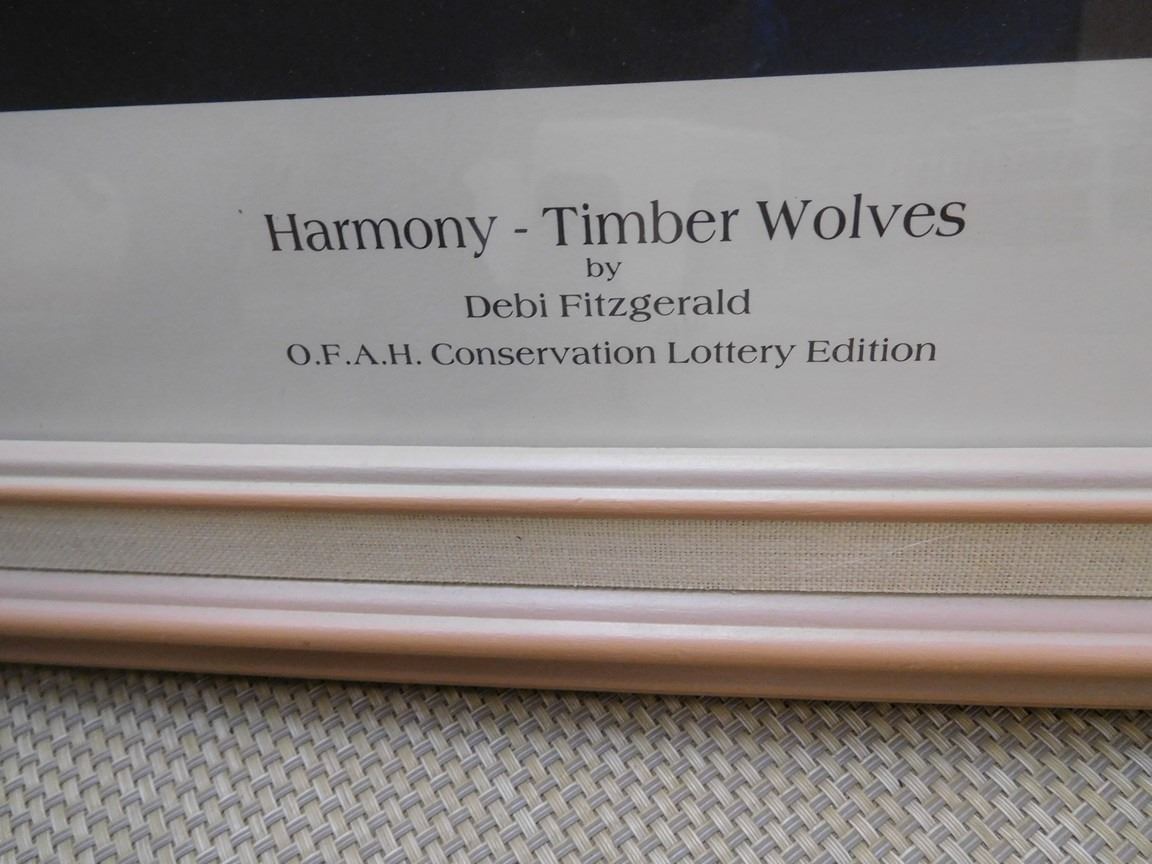 Harmony - Timber Wolves
by
Debi Fitzgerald
O.F.A.H. Conservation Lottery Edition